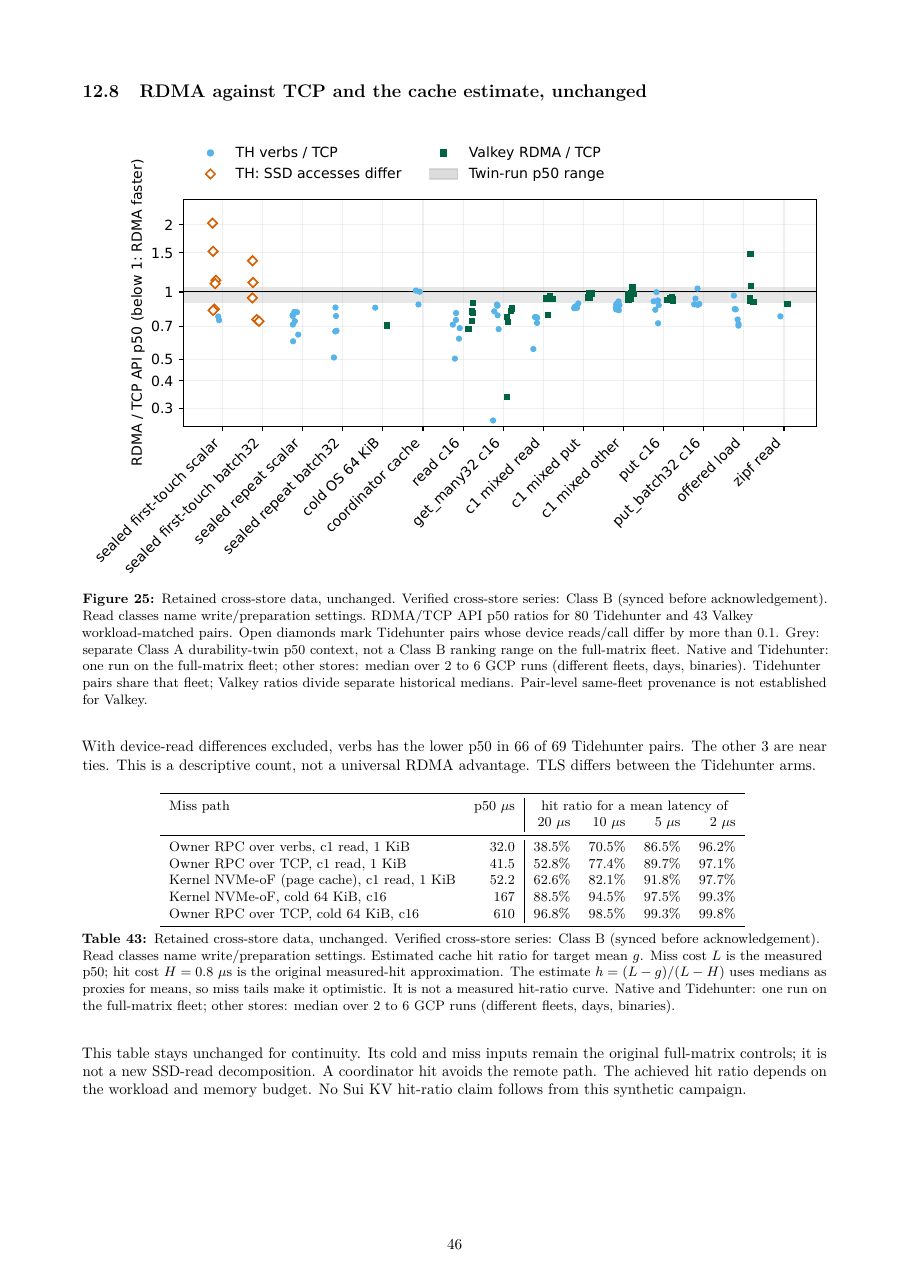 12.8 RDMA against TCP and the cache estimate, unchanged
TH verbs / TCP
Valkey RDMA / TCP
TH: SSD accesses differ
Twin-run p50 range
RDMA / TCP API p50 (below 1: RDMA faster)
2
1.5
1
0.7
0.5
0.4
0.3
sealed first-touch scalar
sealed first-touch batch32
sealed repeat scalar
sealed repeat batch32
cold OS 64 KiB
coordinator cache
read c16
get_many32 c16
c1 mixed read
c1 mixed put
c1 mixed other
put c16
put_batch32 c16
offered load
zipf read
Figure 25: Retained cross-store data, unchanged. Verified cross-store series: Class B (synced before acknowledgement).
Read classes name write/preparation settings. RDMA/TCP API p50 ratios for 80 Tidehunter and 43 Valkey
workload-matched pairs. Open diamonds mark Tidehunter pairs whose device reads/call differ by more than 0.1. Grey:
separate Class A durability-twin p50 context, not a Class B ranking range on the full-matrix fleet. Native and Tidehunter:
one run on the full-matrix fleet; other stores: median over 2 to 6 GCP runs (different fleets, days, binaries). Tidehunter
pairs share that fleet; Valkey ratios divide separate historical medians. Pair-level same-fleet provenance is not established
for Valkey.
With device-read differences excluded, verbs has the lower p50 in 66 of 69 Tidehunter pairs. The other 3 are near
ties. This is a descriptive count, not a universal RDMA advantage. TLS differs between the Tidehunter arms.
Miss path p50 μs hit ratio for a mean latency of
20 μs 10 μs 5 μs 2 μs
Owner RPC over verbs, c1 read, 1 KiB 32.0 38.5% 70.5% 86.5% 96.2%
Owner RPC over TCP, c1 read, 1 KiB 41.5 52.8% 77.4% 89.7% 97.1%
Kernel NVMe-oF (page cache), c1 read, 1 KiB 52.2 62.6% 82.1% 91.8% 97.7%
Kernel NVMe-oF, cold 64 KiB, c16 167 88.5% 94.5% 97.5% 99.3%
Owner RPC over TCP, cold 64 KiB, c16 610 96.8% 98.5% 99.3% 99.8%
Table 43: Retained cross-store data, unchanged. Verified cross-store series: Class B (synced before acknowledgement).
Read classes name write/preparation settings. Estimated cache hit ratio for target mean g. Miss cost L is the measured
p50; hit cost H = 0.8 μs is the original measured-hit approximation. The estimate h = (L − g)/(L − H) uses medians as
proxies for means, so miss tails make it optimistic. It is not a measured hit-ratio curve. Native and Tidehunter: one run on
the full-matrix fleet; other stores: median over 2 to 6 GCP runs (different fleets, days, binaries).
This table stays unchanged for continuity. Its cold and miss inputs remain the original full-matrix controls; it is
not a new SSD-read decomposition. A coordinator hit avoids the remote path. The achieved hit ratio depends on
the workload and memory budget. No Sui KV hit-ratio claim follows from this synthetic campaign.
46